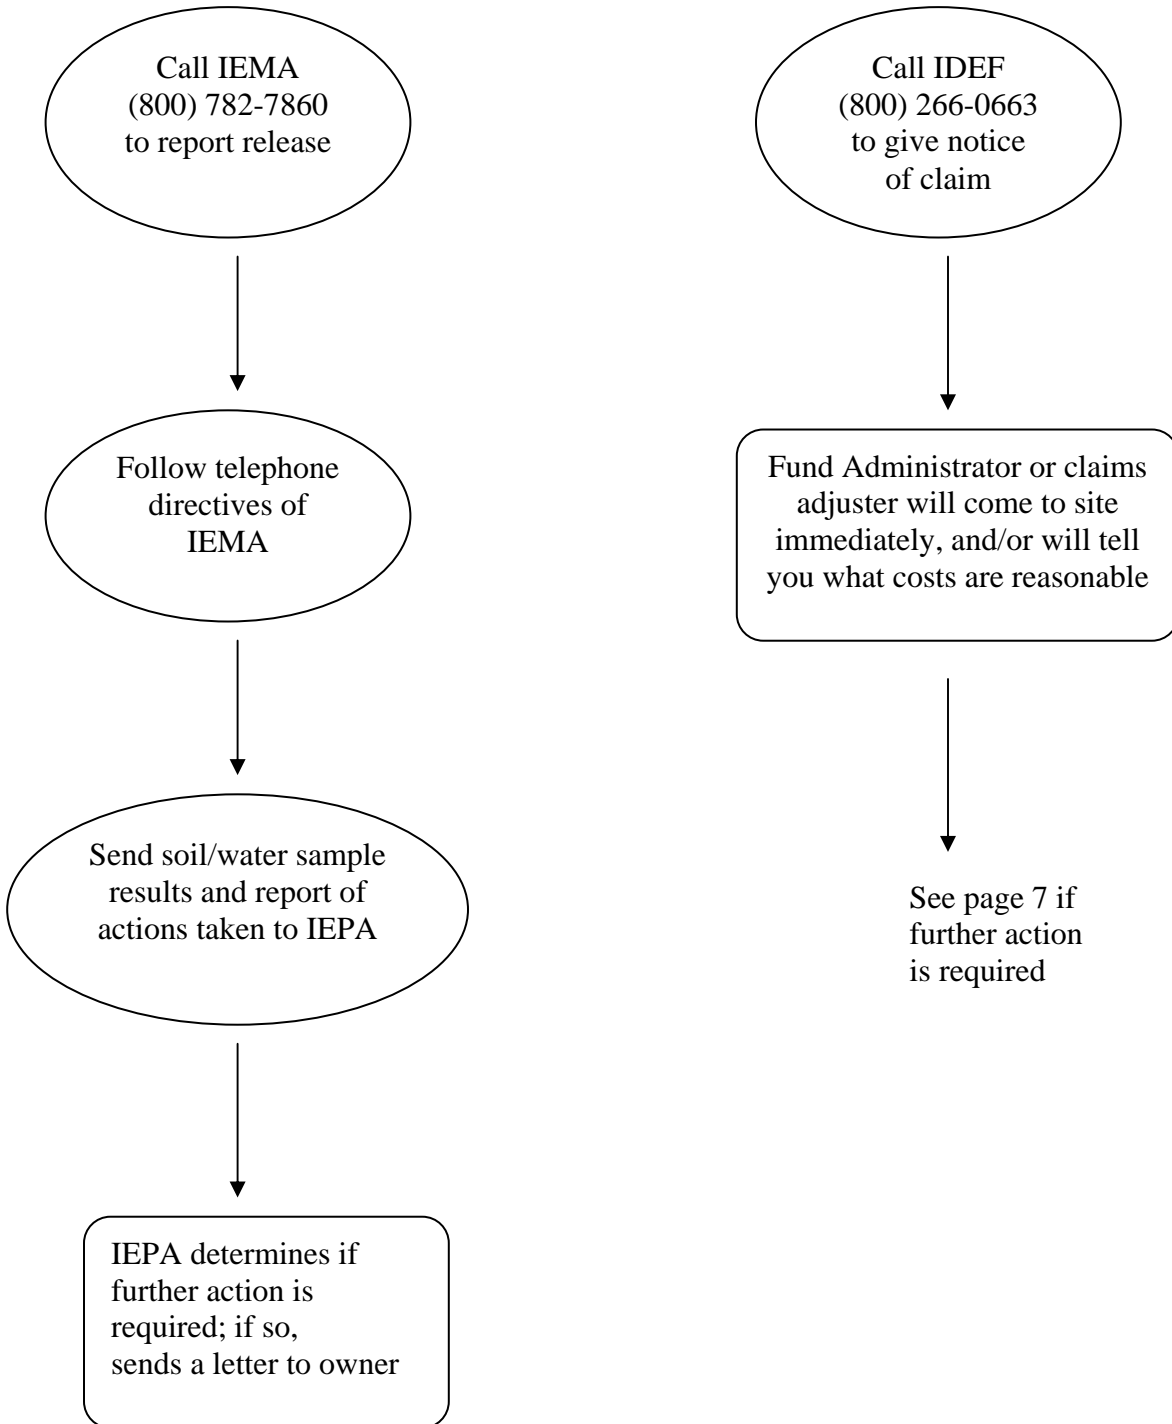 Call IEMA
(800) 782-7860
to report release
Follow telephone
directives of
IEMA
Send soil/water sample
results and report of
actions taken to IEPA
IEPA determines if
further action is
required; if so,
sends a letter to owner
Call IDEF
(800) 266-0663
to give notice
of claim
Fund Administrator or claims
adjuster will come to site
immediately, and/or will tell
you what costs are reasonable
See page 7 if
further action
is required